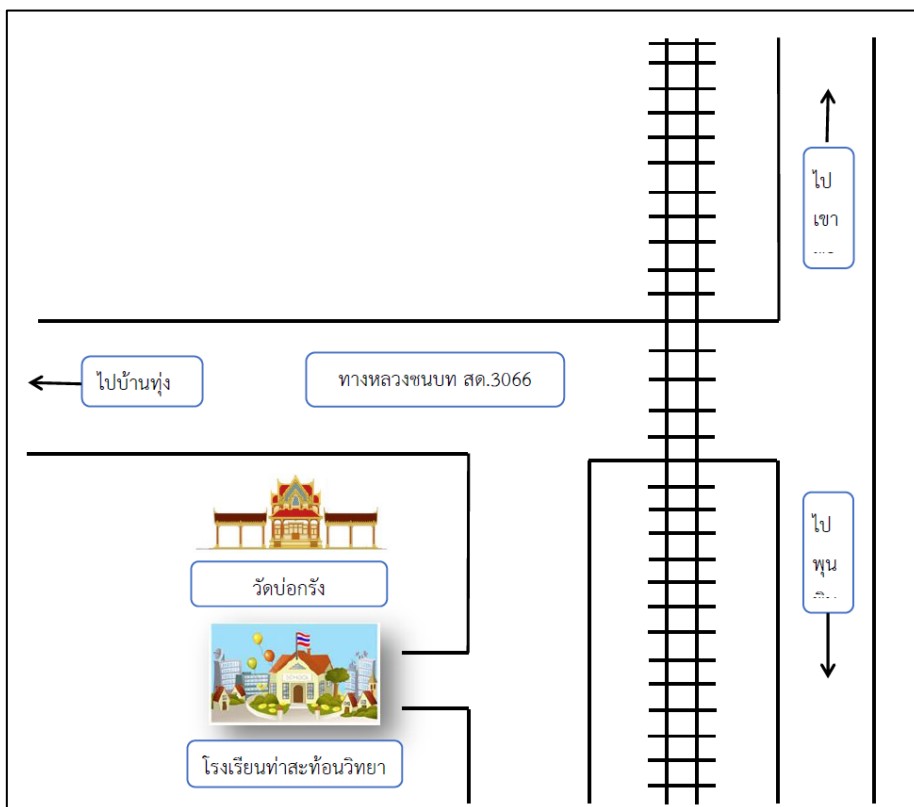 ไป
เขา
ไปบ้านทุ่ง
ทางหลวงชนบท สด.3066
ไป
พุน
วัดบ่อกรัง
SCHOOL
โรงเรียนท่าสะท้อนวิทยา